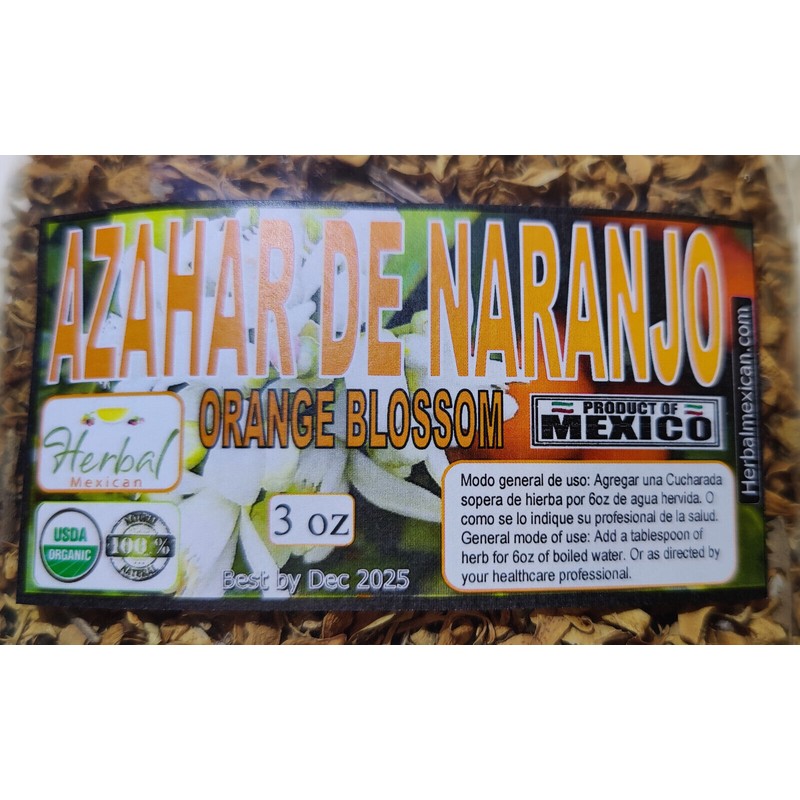 AZAHAR DE NARANJO
ORANGE BLOSSOM
PRODUCT OF
MEXICO
Herbalmexican.com
Herbal
Mexican
USDA
ORGANIC
100 %
NATURAL
3 oz
Best by Dec 2025
Modo general de uso: Agregar una Cucharada
sopera de hierba por 6oz de agua hervida. O
como se lo indique su profesional de la salud.
General mode of use: Add a tablespoon of
herb for 6oz of boiled water. Or as directed by
your healthcare professional.